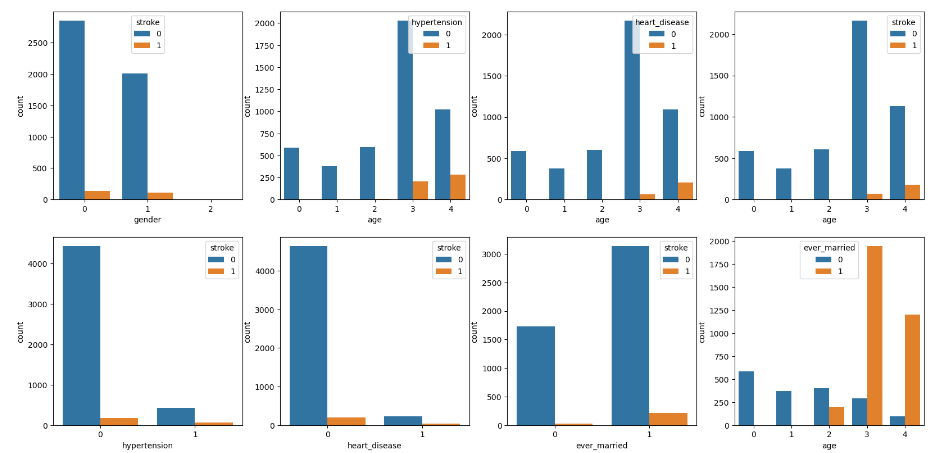 stroke
0
1
2500
2000
1500
1000
500
0
count
0 1 2
gender
hypertension
0
1
2000
1750
1500
1250
1000
750
500
250
0
count
0 1 2 3 4
age
heart_disease
0
1
2000
1500
1000
500
0
count
0 1 2 3 4
age
stroke
0
1
2000
1500
1000
500
0
count
0 1 2 3 4
age
stroke
0
1
4000
3000
2000
1000
0
count
0 1
hypertension
stroke
0
1
4000
3000
2000
1000
0
count
0 1
heart_disease
stroke
0
1
3000
2500
2000
1500
1000
500
0
count
0 1
ever_married
ever_married
0
1
2000
1750
1500
1250
1000
750
500
250
0
count
0 1 2 3 4
age